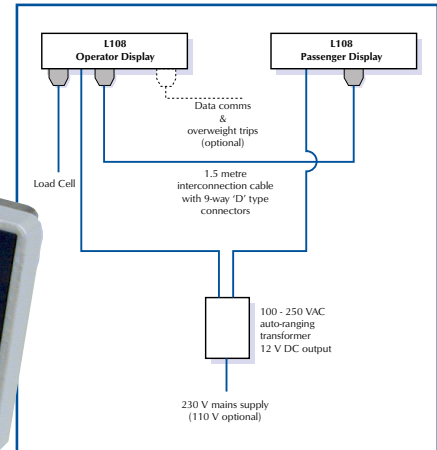 L108
Operator Display
L108
Passenger Display
Data comms
&
overweight trips
(optional)
Load Cell
1.5 metre
interconnection cable
with 9-way ‘D’ type
connectors
100 - 250 VAC
auto-ranging
transformer
12 V DC output
230 V mains supply
(110 V optional)